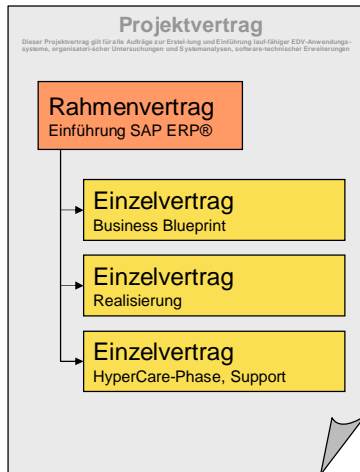 Projektvertrag
Dieser Projektvertrag gilt für alle Aufträge zur Erstel-lung und Einführung lauf-fähiger EDV-Anwendungs-
systeme, organisatori-scher Untersuchungen und Systemanalysen, software-technischer Erweiterungen
Rahmenvertrag
Einführung SAP ERP®
Einzelvertrag
Business Blueprint
Einzelvertrag
Realisierung
Einzelvertrag
HyperCare-Phase, Support